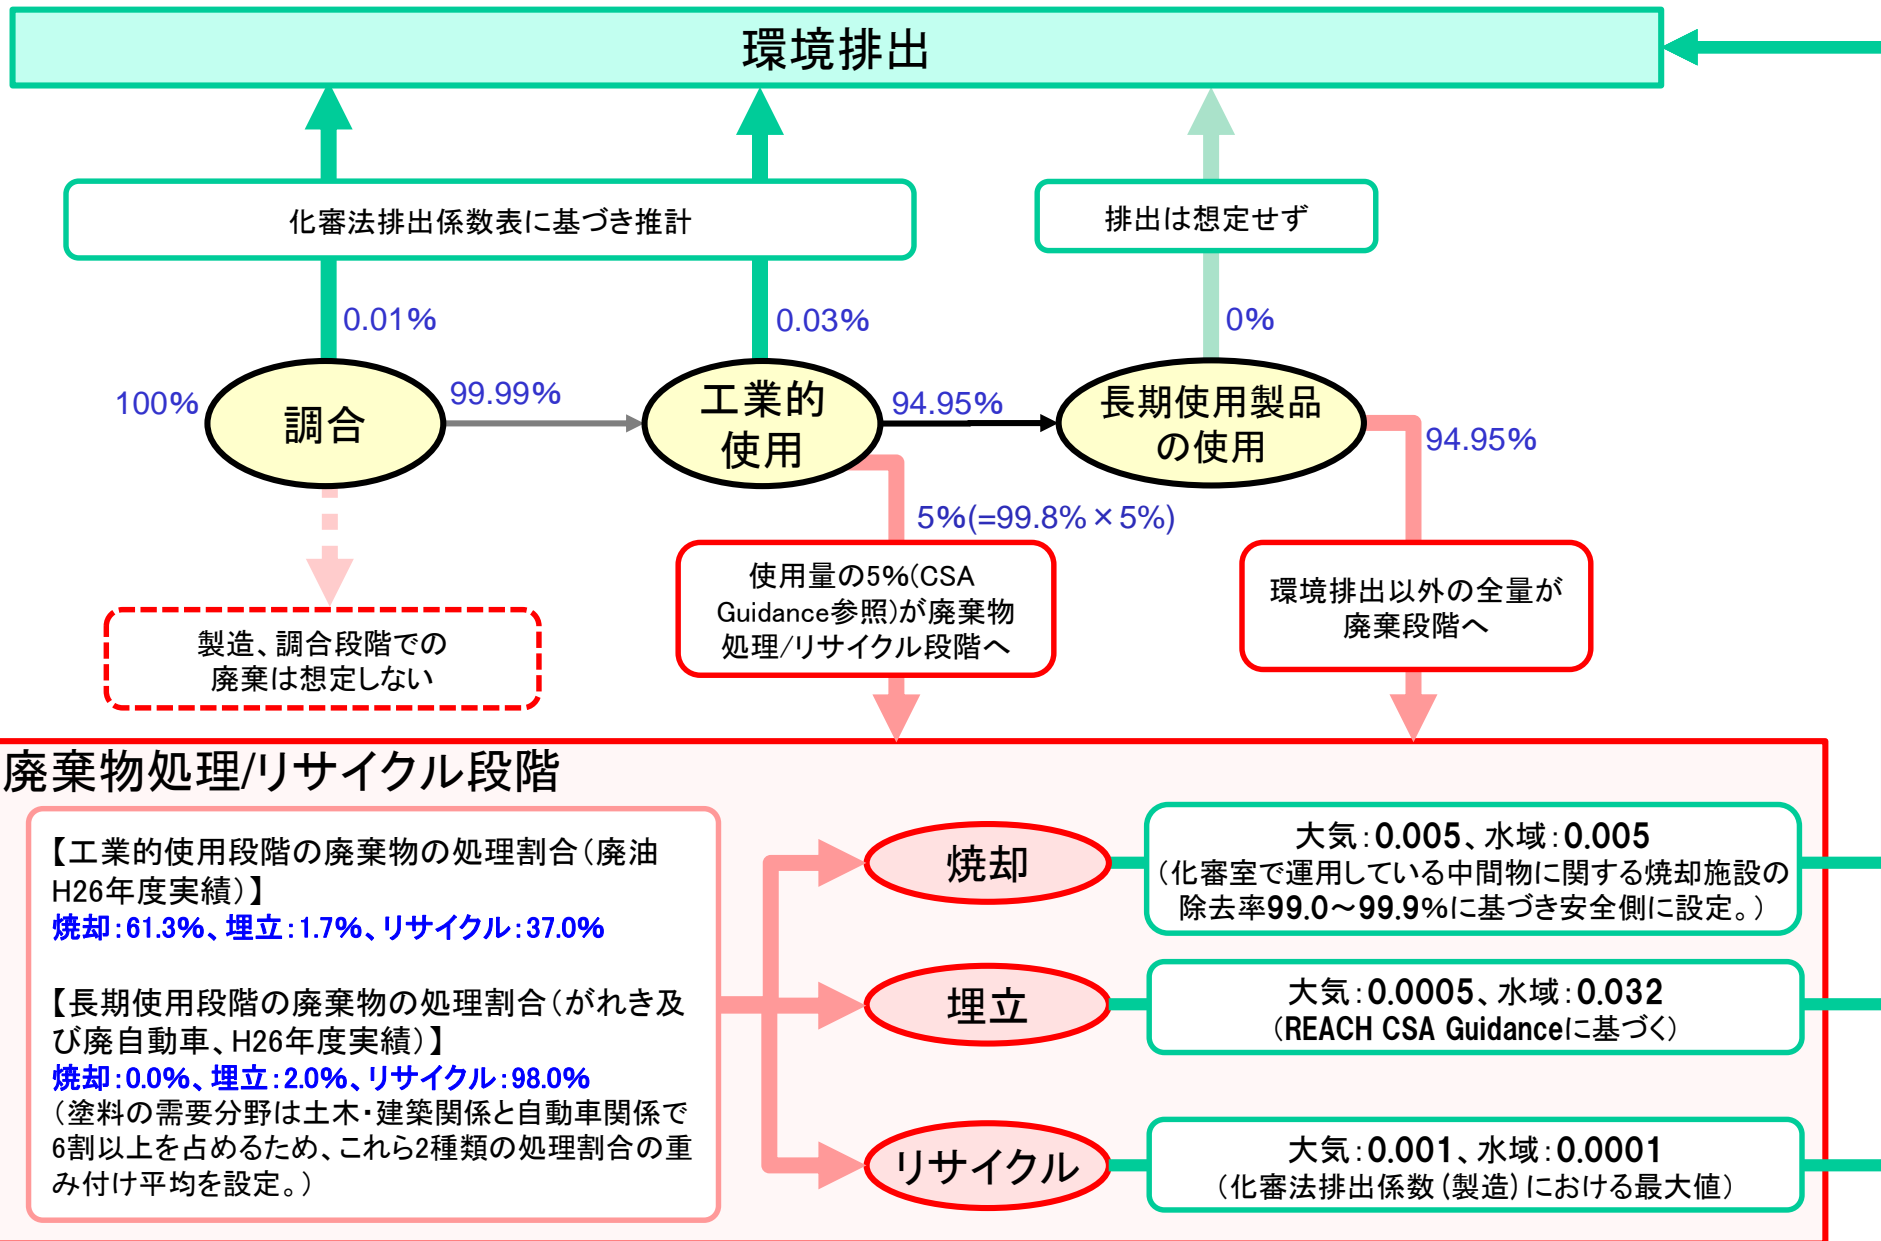 環境排出
化審法排出係数表に基づき推計
排出は想定せず
0.01%
0.03%
0%
100%
調合
99.99%
工業的
使用
94.95%
長期使用製品
の使用
94.95%
5%(=99.8%×5%)
製造、調合段階での
廃棄は想定しない
使用量の5%(CSA
Guidance参照)が廃棄物
処理/リサイクル段階へ
環境排出以外の全量が
廃棄段階へ
廃棄物処理/リサイクル段階
【工業的使用段階の廃棄物の処理割合(廃油
H26年度実績)】
焼却:61.3%、埋立:1.7%、リサイクル:37.0%
【長期使用段階の廃棄物の処理割合(がれき及
び廃自動車、H26年度実績)】
焼却:0.0%、埋立:2.0%、リサイクル:98.0%
(塗料の需要分野は土木・建築関係と自動車関係で
6割以上を占めるため、これら2種類の処理割合の重
み付け平均を設定。)
焼却
大気:0.005、水域:0.005
(化審室で運用している中間物に関する焼却施設の
除去率99.0～99.9%に基づき安全側に設定。)
埋立
大気:0.0005、水域:0.032
(REACH CSA Guidanceに基づく)
リサイクル
大気:0.001、水域:0.0001
(化審法排出係数(製造)における最大値)